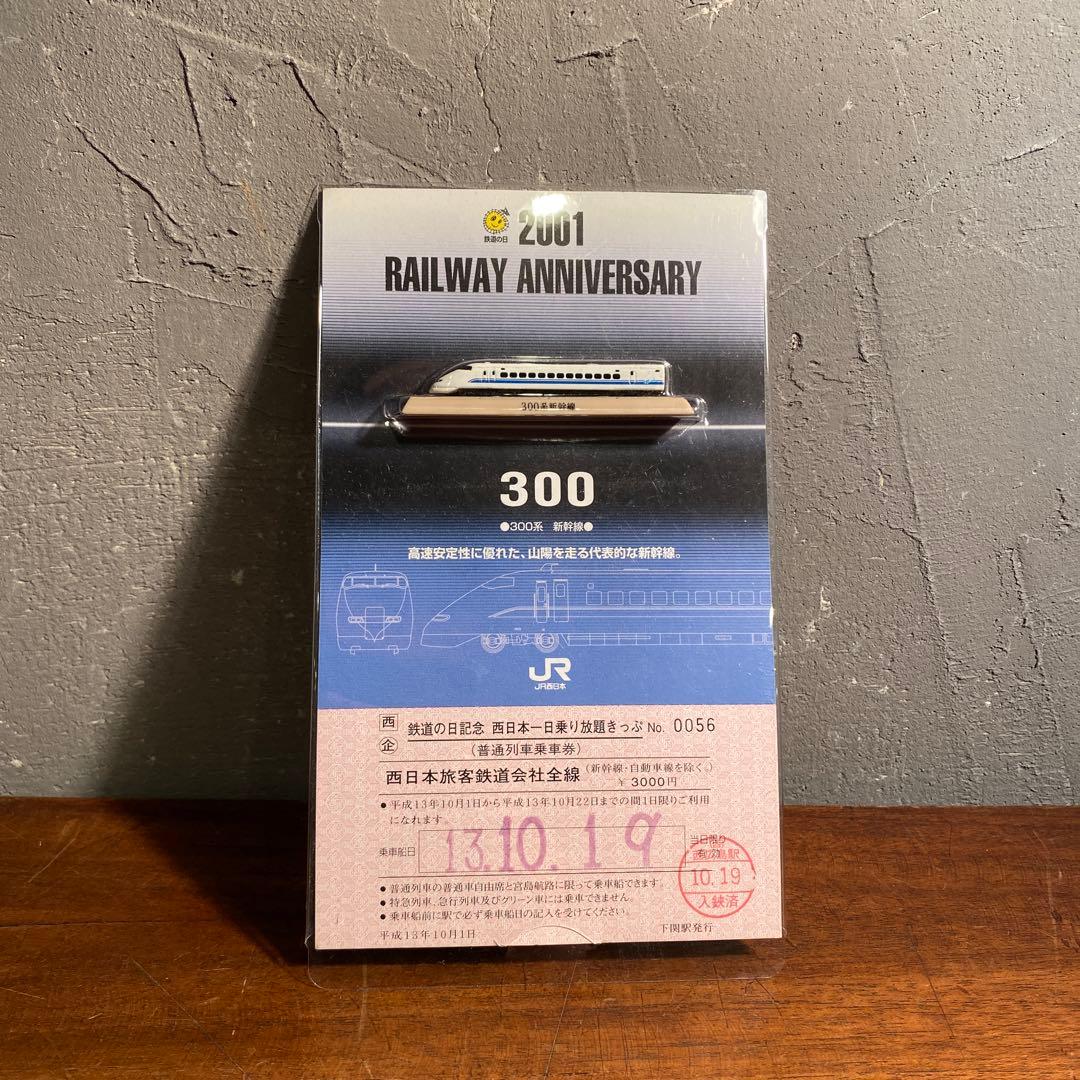 鉄道の日
2001
RAILWAY ANNIVERSARY
300系新幹線
300
●300系 新幹線●
高速安定性に優れた、山陽を走る代表的な新幹線。
JR
JR西日本
西
企
鉄道の日記念 西日本一日乗り放題きっぷ No. 0056
(普通列車乗車券)
西日本旅客鉄道会社全線 (新幹線・自動車線を除く。)
¥ 3000円
● 平成13年10月1日から平成13年10月22日までの間1日限りご利用
になれます。
乗車船日 13.10.19
当日限り
有効
島駅
10.19
入鋏済
● 普通列車の普通車自由席と宮島航路に限って乗車船できます。
● 特急列車、急行列車及びグリーン車には乗車できません。
● 乗車船前に駅で必ず乗車船日の記入を受けてください。
平成13年10月1日 下関駅発行